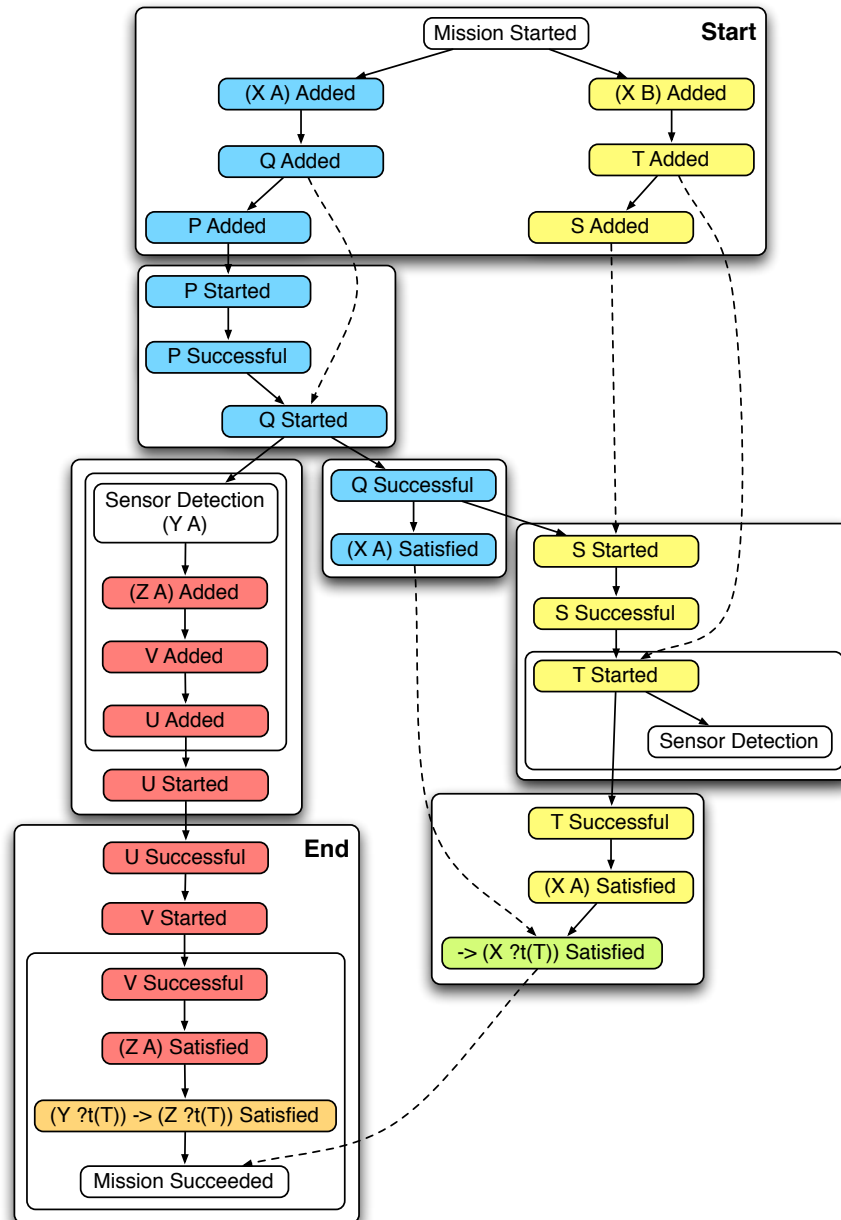 Mission Started
Start
(X A) Added
(X B) Added
Q Added
T Added
P Added
S Added
P Started
P Successful
Q Started
Sensor Detection
(Y A)
Q Successful
(X A) Satisfied
S Started
(Z A) Added
S Successful
V Added
T Started
U Added
Sensor Detection
U Started
T Successful
End
U Successful
(X A) Satisfied
V Started
-> (X ?t(T)) Satisfied
V Successful
(Z A) Satisfied
(Y ?t(T)) -> (Z ?t(T)) Satisfied
Mission Succeeded